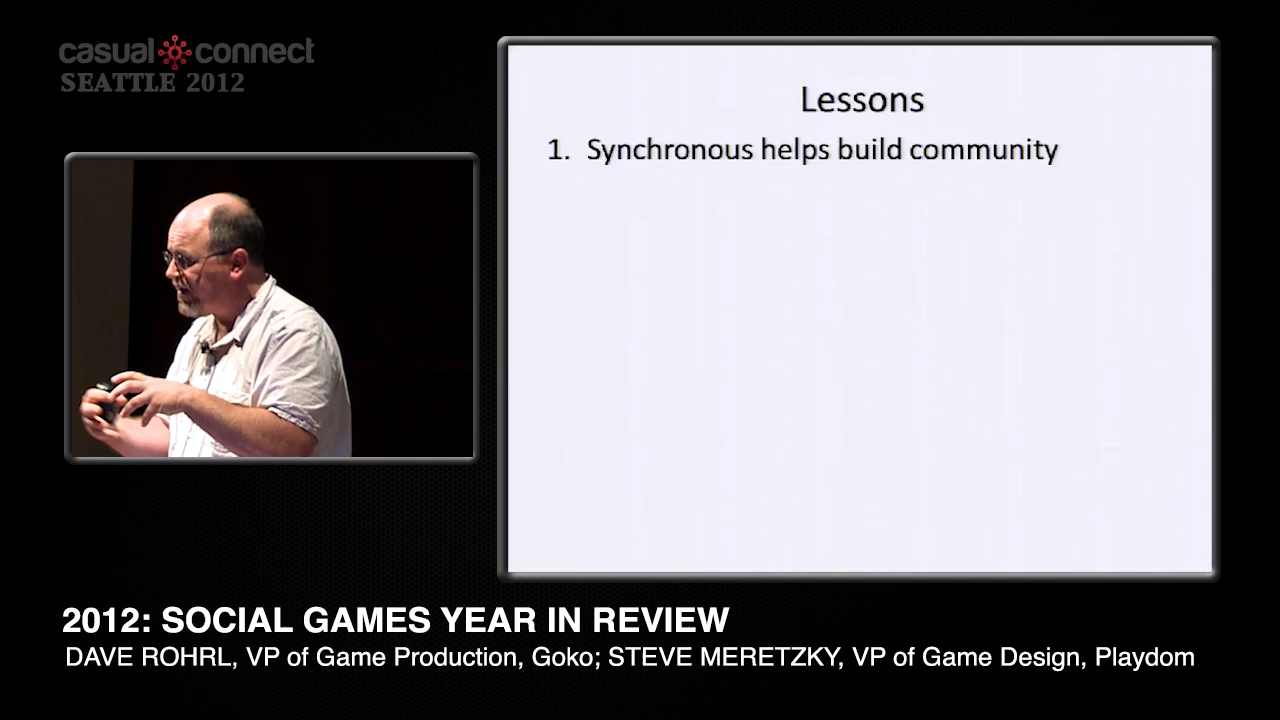 casual connect
SEATTLE 2012
Lessons
1. Synchronous helps build community
2012: SOCIAL GAMES YEAR IN REVIEW
DAVE ROHRL, VP of Game Production, Goko; STEVE MERETZKY, VP of Game Design, Playdom